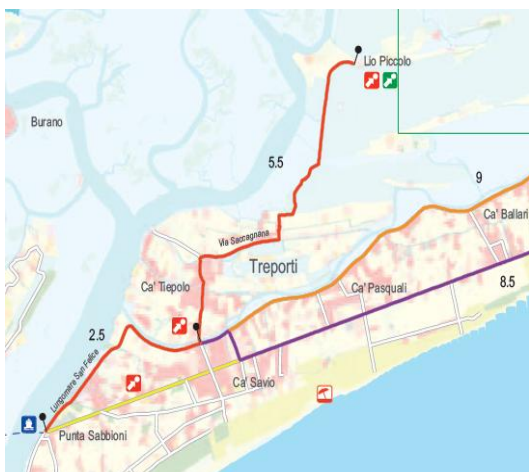 Lio Piccolo
Burano
5.5
9
Ca' Ballari
Via Saccagnana
Treporti
Ca' Tiepolo
Ca' Pasquali
8.5
2.5
Lungomare San Felice
Ca' Savio
Punta Sabbioni